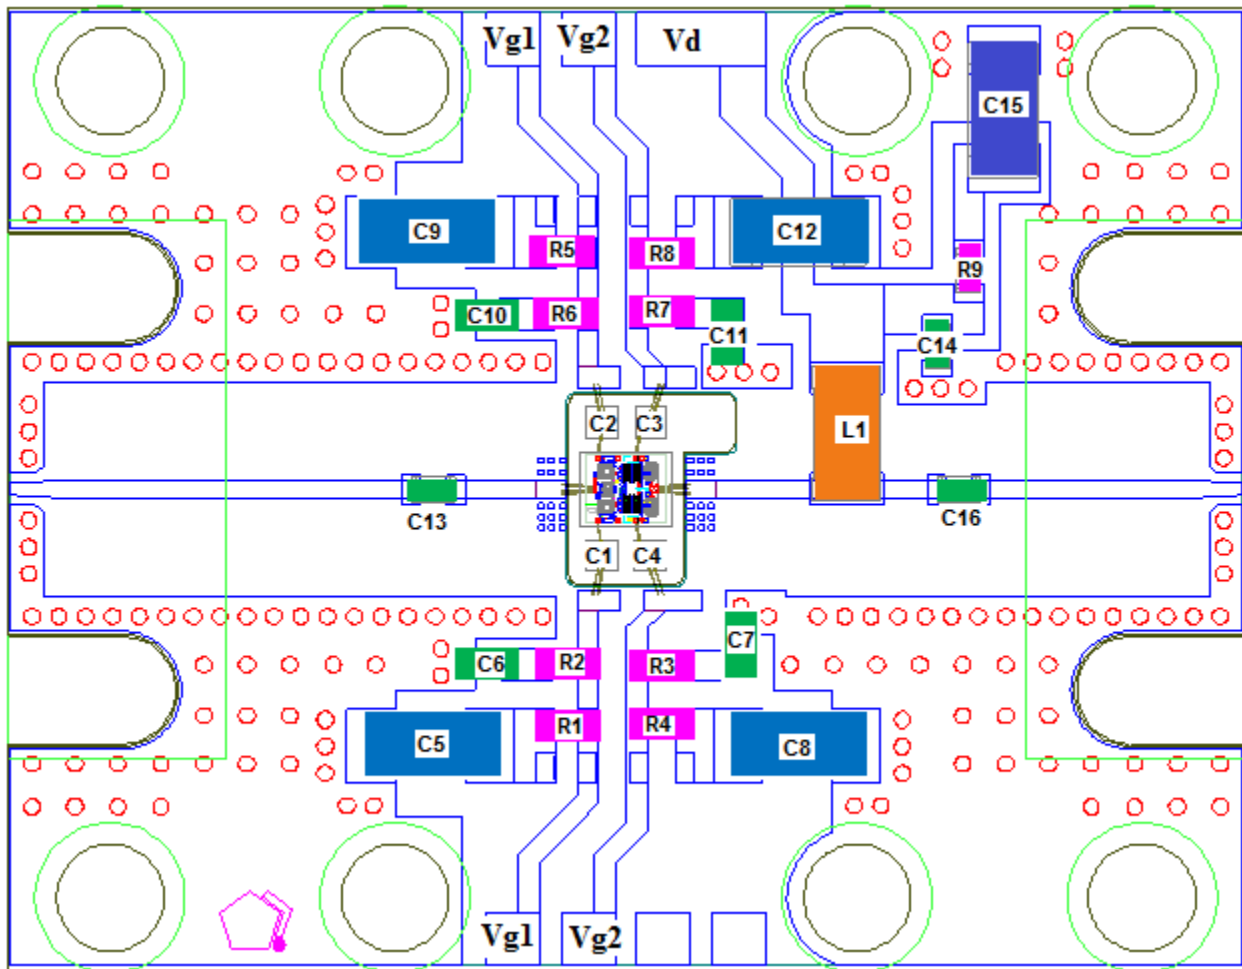 Vg1 Vg2 Vd
C15
C9 C12
R5 R8
R9
C10 R6 R7
C11
C14
C2 C3
L1
C13 C16
C1 C4
C7
C6 R2 R3
R1 R4
C5 C8
Vg1 Vg2